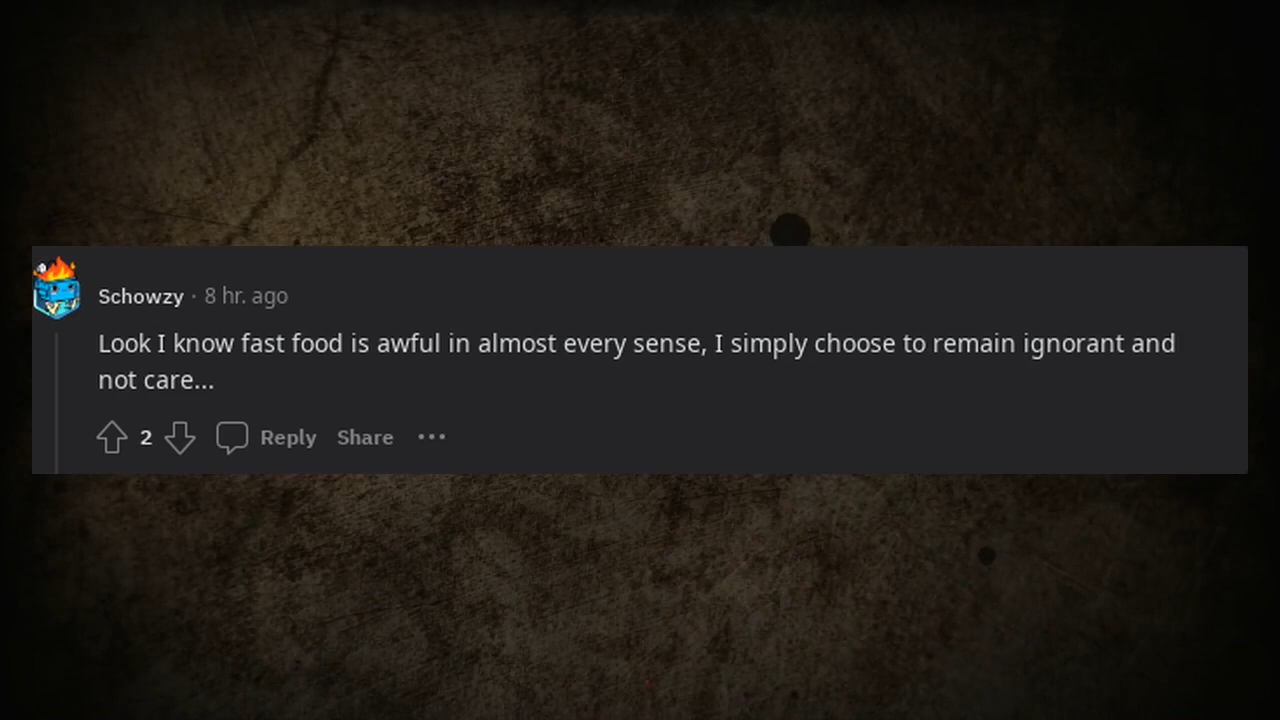 Schowzy · 8 hr. ago
Look I know fast food is awful in almost every sense, I simply choose to remain ignorant and
not care...
2 Reply Share ···